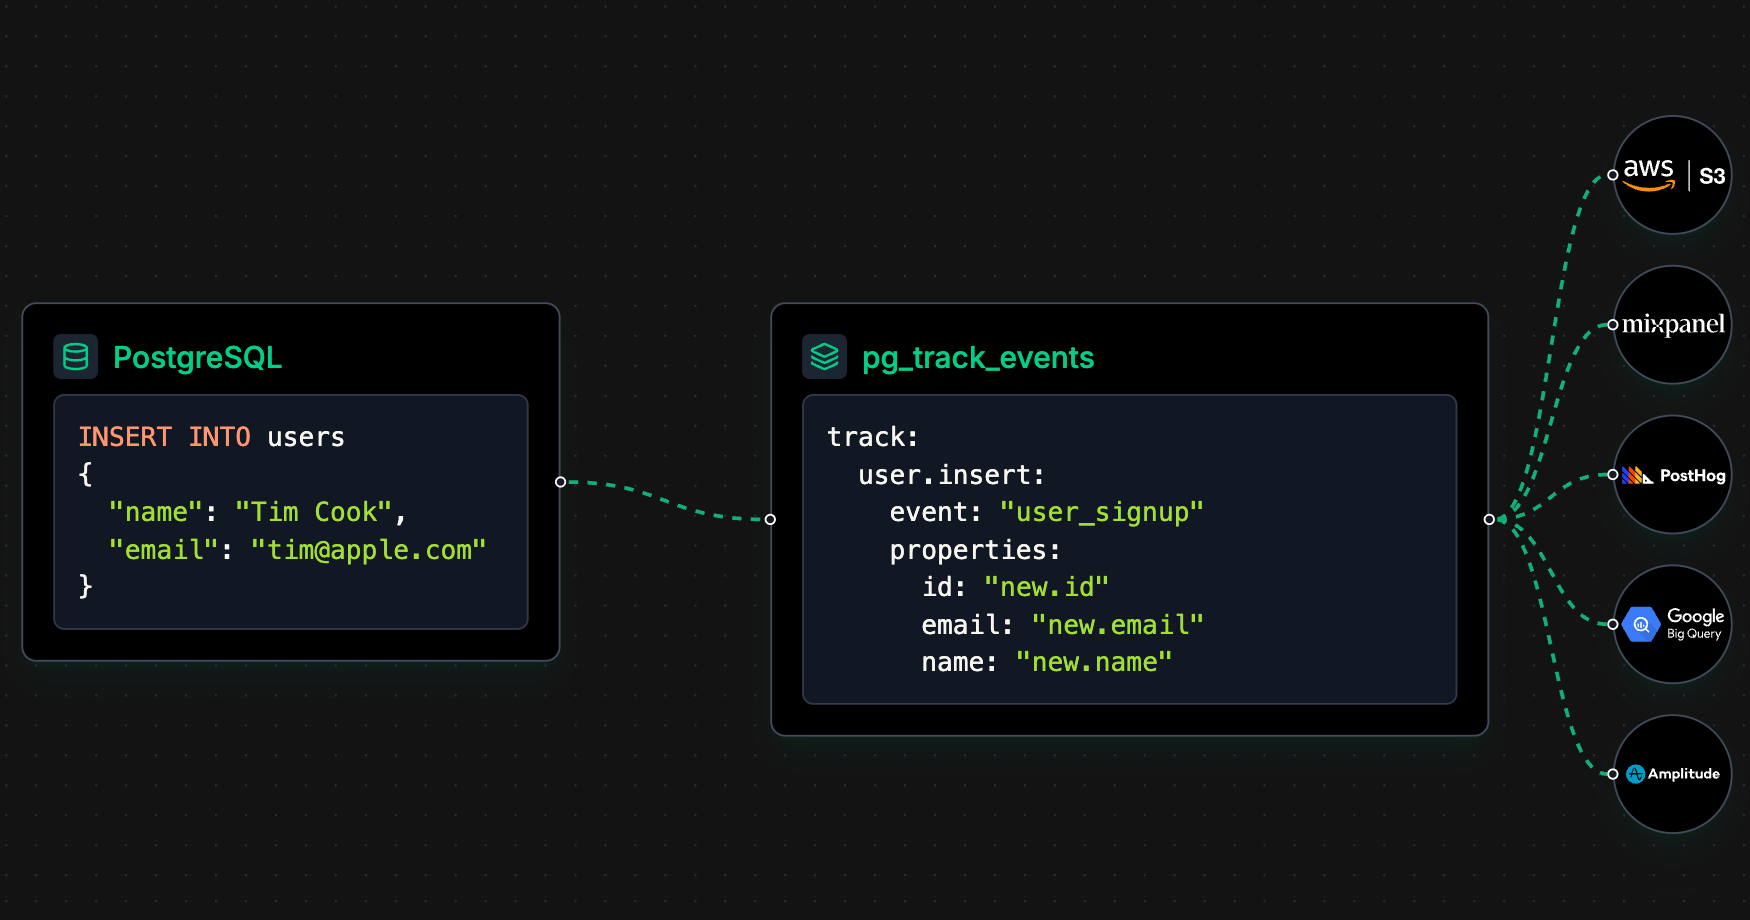 PostgreSQL
INSERT INTO users
{
"name": "Tim Cook",
"email": "tim@apple.com"
}
pg_track_events
track:
user.insert:
event: "user_signup"
properties:
id: "new.id"
email: "new.email"
name: "new.name"
aws | S3
mixpanel
PostHog
Google
Big Query
Amplitude